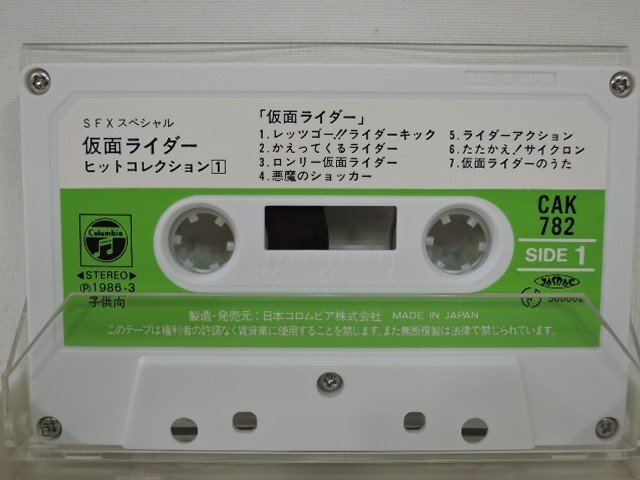 MADE IN JAPAN
SFXスペシャル
仮面ライダー
ヒットコレクション1
「仮面ライダー」
1.レッツゴー!!ライダーキック
2.かえってくるライダー
3.ロンリー仮面ライダー
4.悪魔のショッカー
5.ライダーアクション
6.たたかえ!サイクロン
7.仮面ライダーのうた
Columbia
◀STEREO▶
Ⓟ1986・3
子供向
100 50 0
CAK
782
SIDE 1
JASRAC
R
製造・発売元:日本コロムビア株式会社 MADE IN JAPAN
このテープは権利者の許諾なく賃貸業に使用することを禁じます。また無断複製は法律で禁じられています。